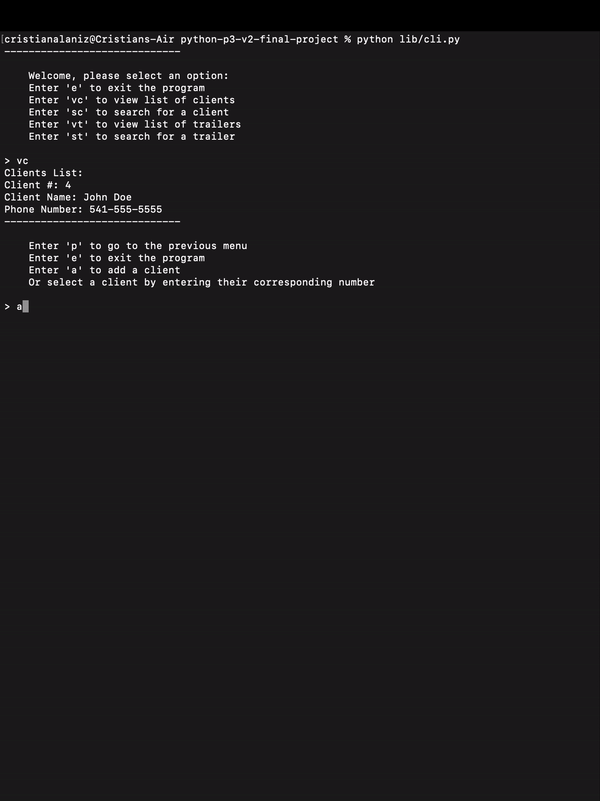 [cristianalaniz@Cristians-Air python-p3-v2-final-project % python lib/cli.py
-----------------------------
Welcome, please select an option:
Enter 'e' to exit the program
Enter 'vc' to view list of clients
Enter 'sc' to search for a client
Enter 'vt' to view list of trailers
Enter 'st' to search for a trailer
> vc
Clients List:
Client #: 4
Client Name: John Doe
Phone Number: 541-555-5555
-----------------------------
Enter 'p' to go to the previous menu
Enter 'e' to exit the program
Enter 'a' to add a client
Or select a client by entering their corresponding number
> a